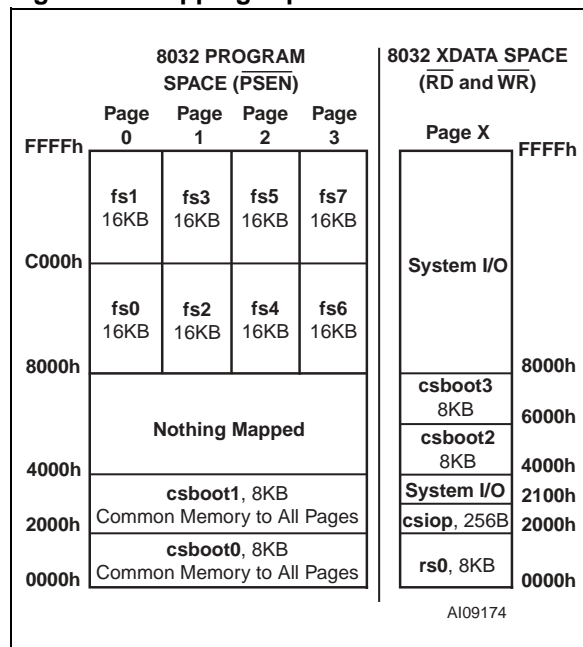 8032 PROGRAM
SPACE (PSEN)
Page 0
Page 1
Page 2
Page 3
FFFFh
fs1
16KB
fs3
16KB
fs5
16KB
fs7
16KB
C000h
fs0
16KB
fs2
16KB
fs4
16KB
fs6
16KB
8000h
Nothing Mapped
4000h
csboot1, 8KB
Common Memory to All Pages
2000h
csboot0, 8KB
Common Memory to All Pages
0000h
8032 XDATA SPACE
(RD and WR)
Page X
FFFFh
System I/O
8000h
csboot3
8KB
6000h
csboot2
8KB
4000h
System I/O
2100h
csiop, 256B
2000h
rs0, 8KB
0000h
AI09174